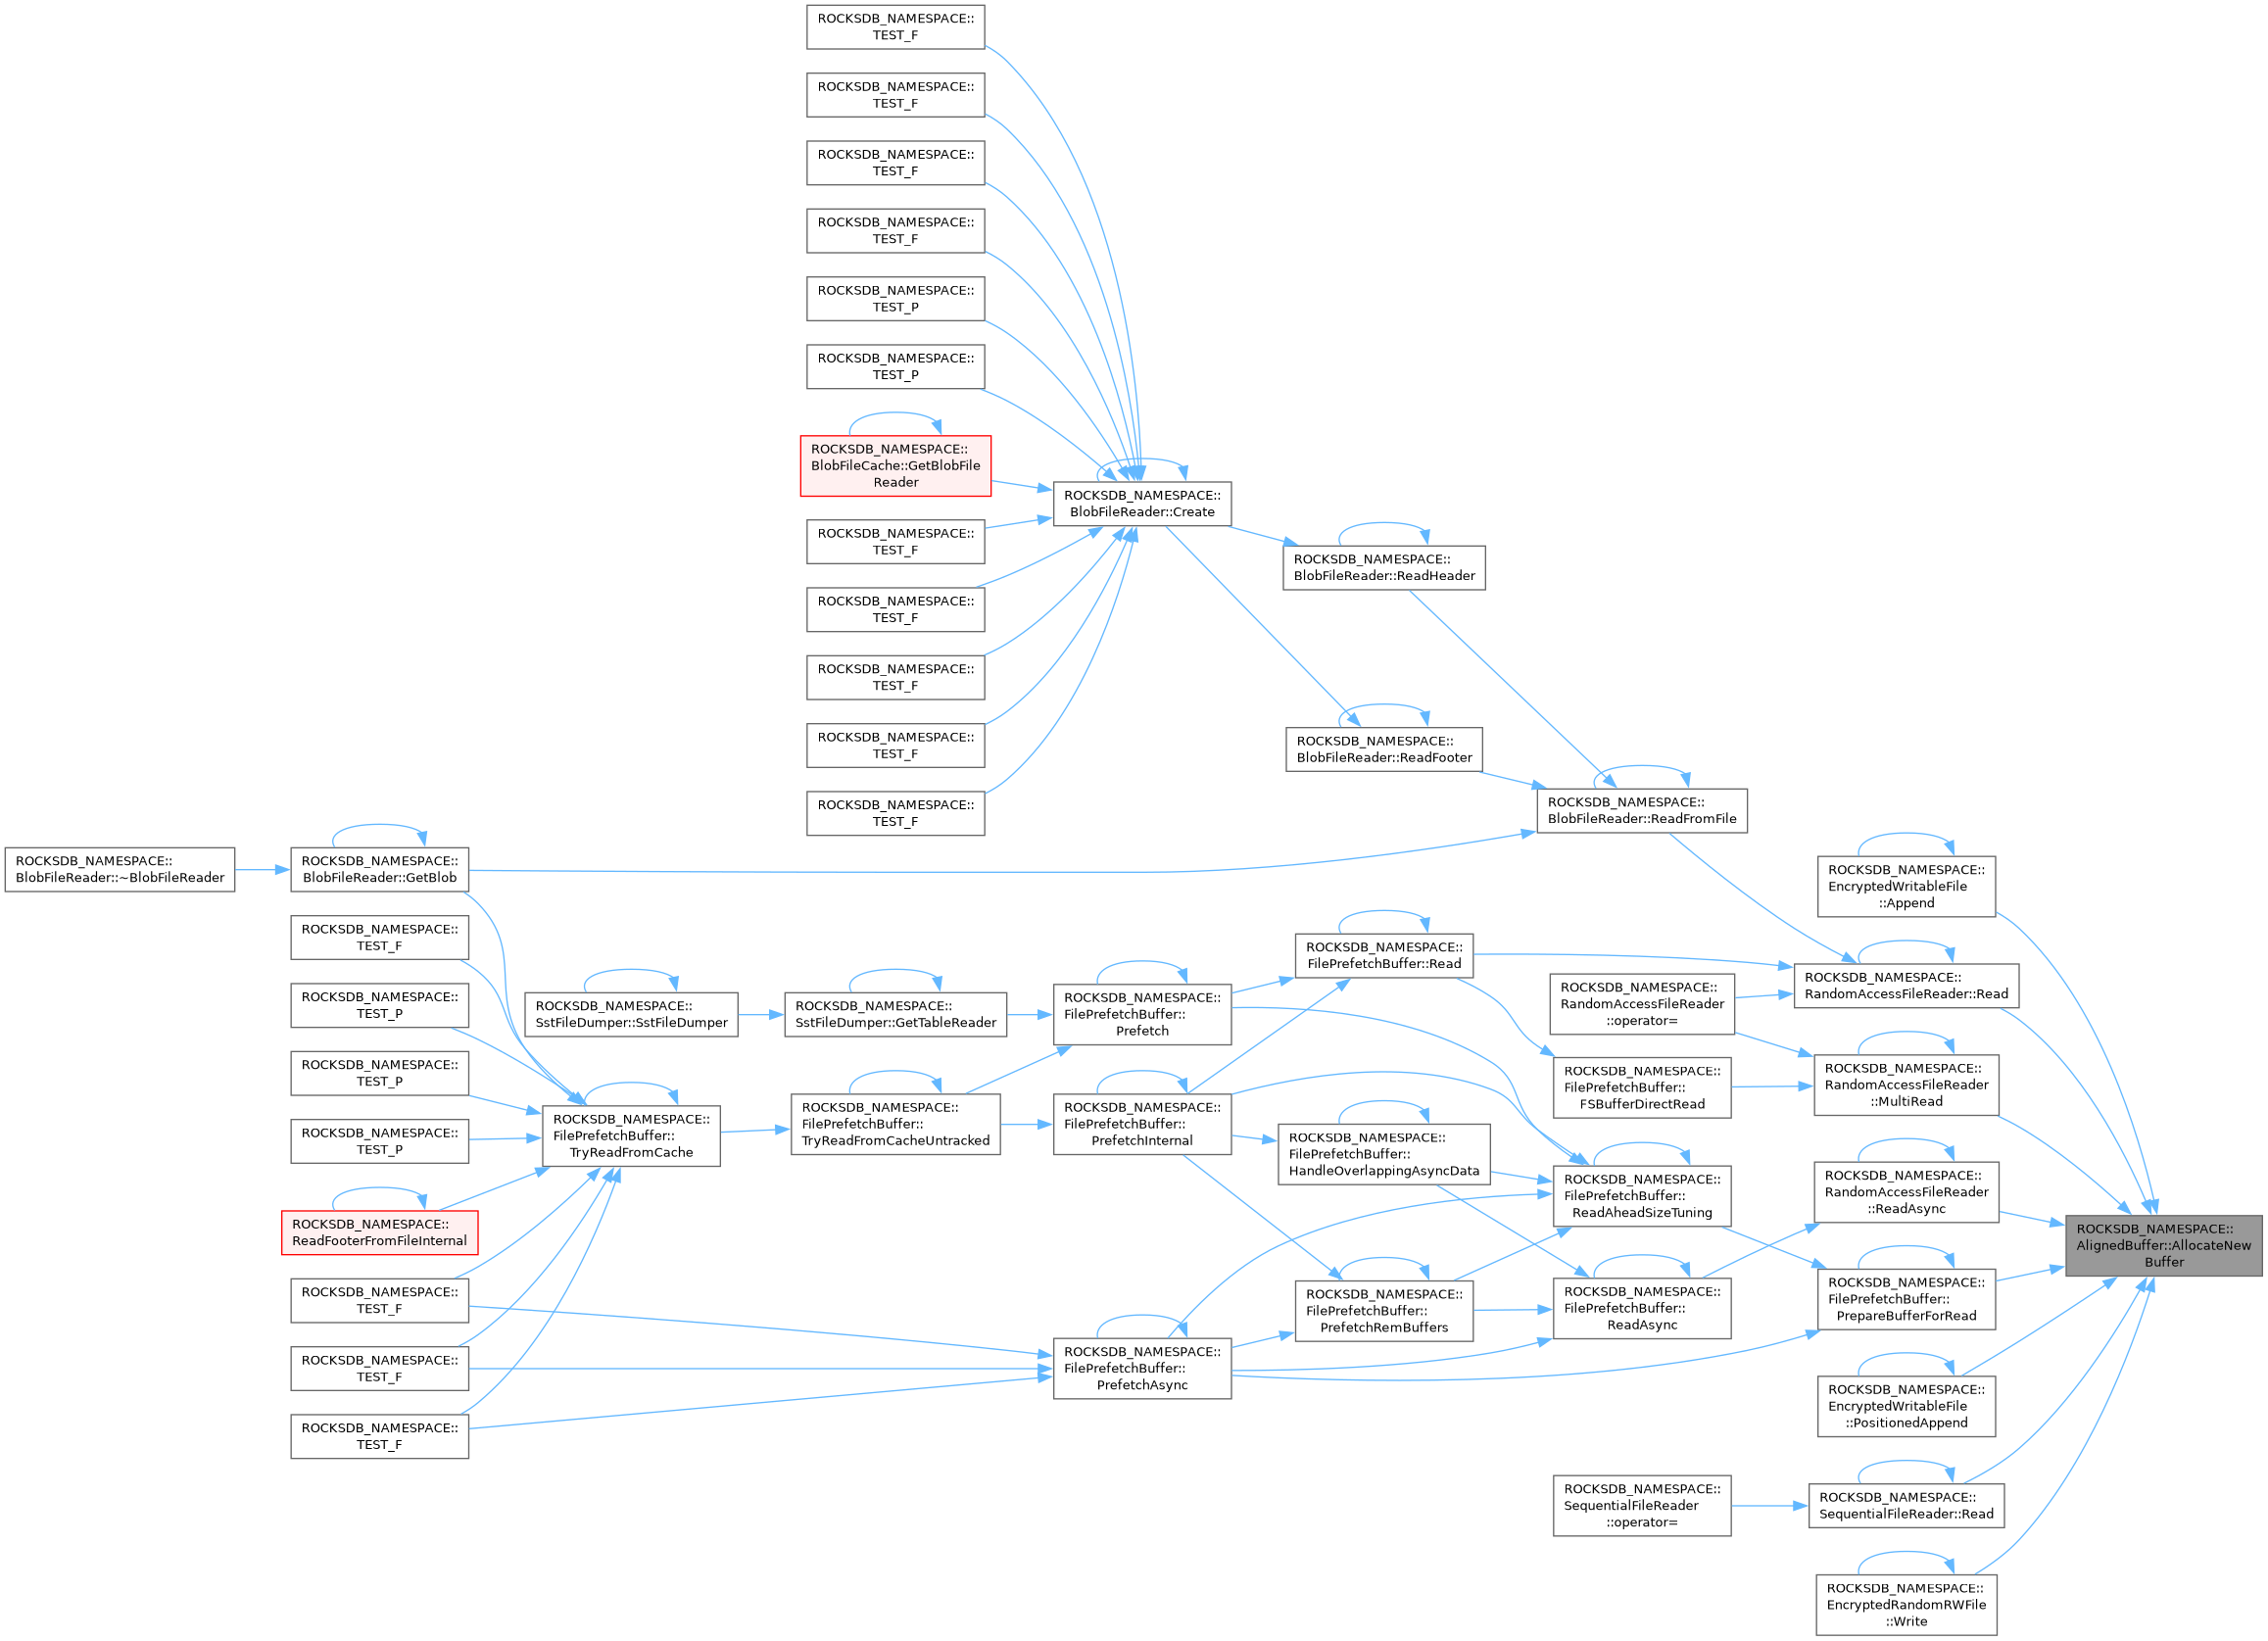 ROCKSDB_NAMESPACE::
TEST_F
ROCKSDB_NAMESPACE::
TEST_F
ROCKSDB_NAMESPACE::
TEST_F
ROCKSDB_NAMESPACE::
TEST_F
ROCKSDB_NAMESPACE::
TEST_P
ROCKSDB_NAMESPACE::
TEST_P
ROCKSDB_NAMESPACE::
BlobFileCache::GetBlobFile
Reader
ROCKSDB_NAMESPACE::
BlobFileReader::Create
ROCKSDB_NAMESPACE::
TEST_F
ROCKSDB_NAMESPACE::
BlobFileReader::ReadHeader
ROCKSDB_NAMESPACE::
TEST_F
ROCKSDB_NAMESPACE::
TEST_F
ROCKSDB_NAMESPACE::
TEST_F
ROCKSDB_NAMESPACE::
BlobFileReader::ReadFooter
ROCKSDB_NAMESPACE::
TEST_F
ROCKSDB_NAMESPACE::
BlobFileReader::ReadFromFile
ROCKSDB_NAMESPACE::
BlobFileReader::~BlobFileReader
ROCKSDB_NAMESPACE::
BlobFileReader::GetBlob
ROCKSDB_NAMESPACE::
EncryptedWritableFile
::Append
ROCKSDB_NAMESPACE::
TEST_F
ROCKSDB_NAMESPACE::
FilePrefetchBuffer::Read
ROCKSDB_NAMESPACE::
RandomAccessFileReader::Read
ROCKSDB_NAMESPACE::
RandomAccessFileReader
::operator=
ROCKSDB_NAMESPACE::
TEST_P
ROCKSDB_NAMESPACE::
SstFileDumper::SstFileDumper
ROCKSDB_NAMESPACE::
SstFileDumper::GetTableReader
ROCKSDB_NAMESPACE::
FilePrefetchBuffer::
Prefetch
ROCKSDB_NAMESPACE::
TEST_P
ROCKSDB_NAMESPACE::
FilePrefetchBuffer::
FSBufferDirectRead
ROCKSDB_NAMESPACE::
RandomAccessFileReader
::MultiRead
ROCKSDB_NAMESPACE::
TEST_P
ROCKSDB_NAMESPACE::
FilePrefetchBuffer::
TryReadFromCache
ROCKSDB_NAMESPACE::
FilePrefetchBuffer::
TryReadFromCacheUntracked
ROCKSDB_NAMESPACE::
FilePrefetchBuffer::
PrefetchInternal
ROCKSDB_NAMESPACE::
FilePrefetchBuffer::
HandleOverlappingAsyncData
ROCKSDB_NAMESPACE::
FilePrefetchBuffer::
ReadAheadSizeTuning
ROCKSDB_NAMESPACE::
RandomAccessFileReader
::ReadAsync
ROCKSDB_NAMESPACE::
ReadFooterFromFileInternal
ROCKSDB_NAMESPACE::
AlignedBuffer::AllocateNew
Buffer
ROCKSDB_NAMESPACE::
TEST_F
ROCKSDB_NAMESPACE::
FilePrefetchBuffer::
PrefetchRemBuffers
ROCKSDB_NAMESPACE::
FilePrefetchBuffer::
ReadAsync
ROCKSDB_NAMESPACE::
FilePrefetchBuffer::
PrepareBufferForRead
ROCKSDB_NAMESPACE::
TEST_F
ROCKSDB_NAMESPACE::
FilePrefetchBuffer::
PrefetchAsync
ROCKSDB_NAMESPACE::
EncryptedWritableFile
::PositionedAppend
ROCKSDB_NAMESPACE::
TEST_F
ROCKSDB_NAMESPACE::
SequentialFileReader
::operator=
ROCKSDB_NAMESPACE::
SequentialFileReader::Read
ROCKSDB_NAMESPACE::
EncryptedRandomRWFile
::Write
ROCKSDB_NAMESPACE::
TEST_F